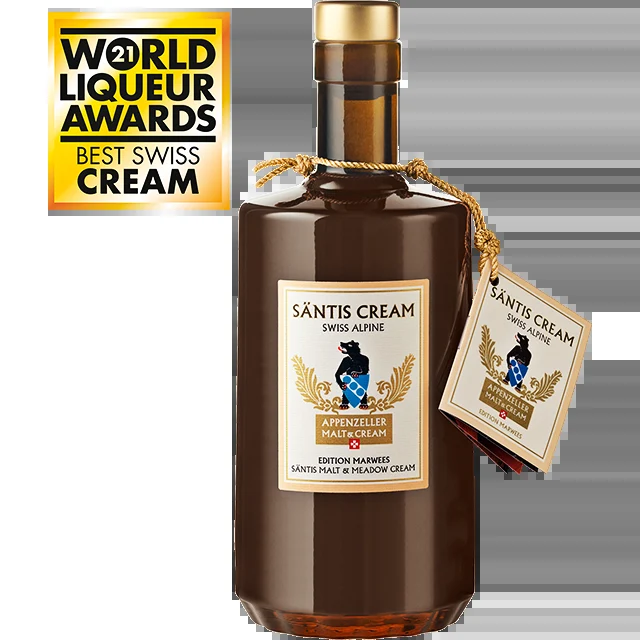 WORLD
21
LIQUEUR
AWARDS
BEST SWISS
CREAM
SÄNTIS CREAM
SWISS ALPINE
APPENZELLER
MALT&CREAM
EDITION MARWEES
SÄNTIS MALT & MEADOW CREAM
SÄNTIS CREAM
SWISS ALPINE
APPENZELLER
MALT&CREAM
EDITION MARWEES